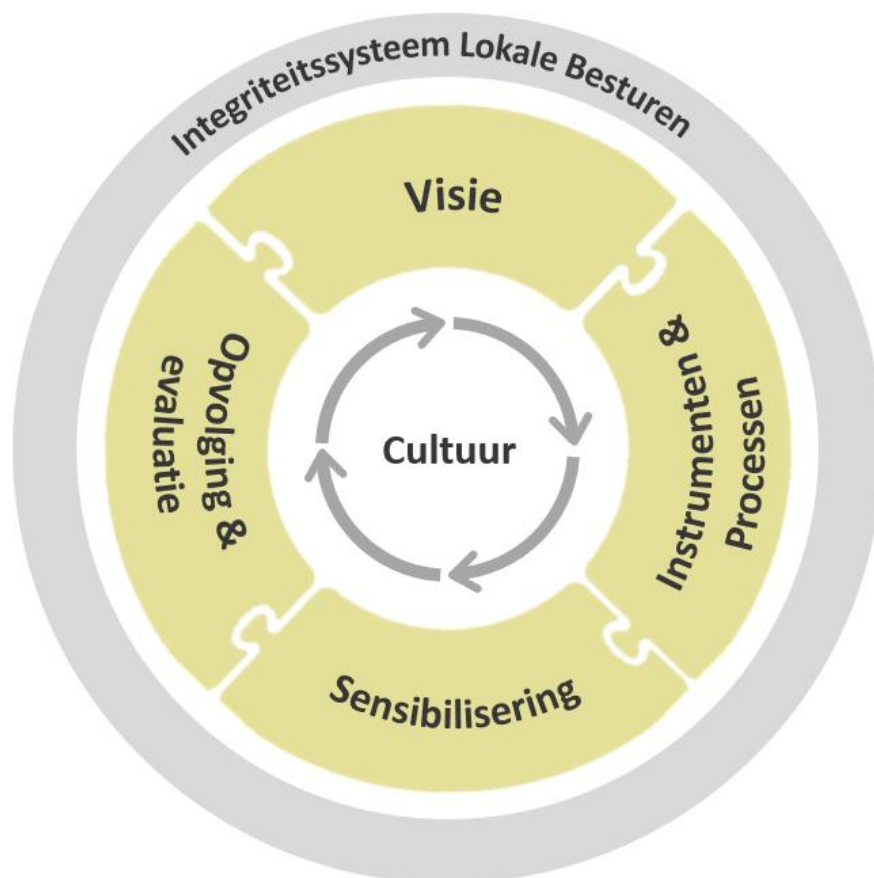 Integriteitssysteem Lokale Besturen
Visie
Instrumenten &
Processen
Sensibilisering
Opvolging &
evaluatie
Cultuur